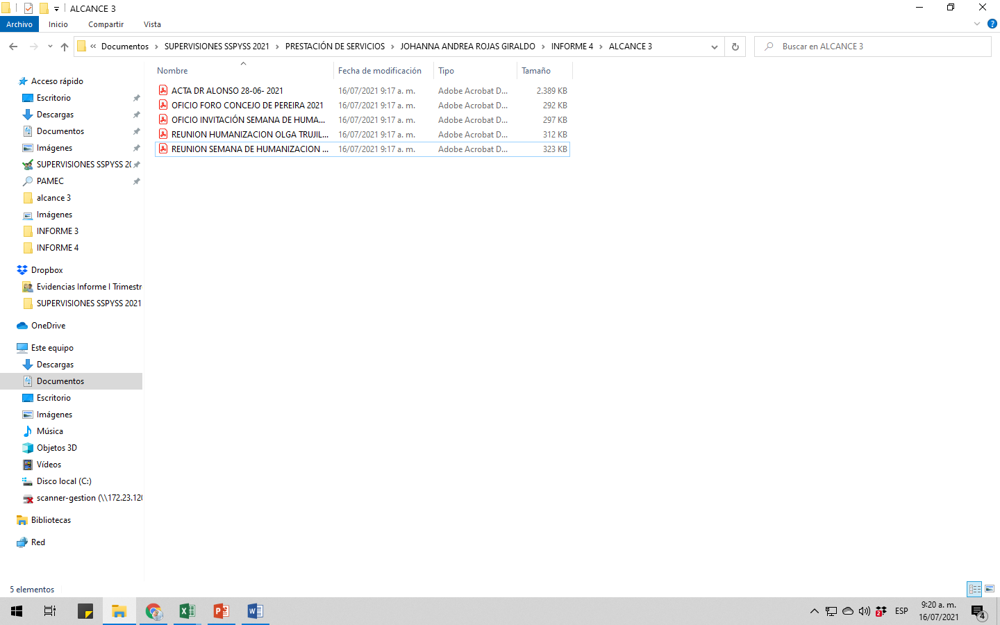 ALCANCE 3
Archivo Inicio Compartir Vista
Documentos SUPERVISIONES SSPYSS 2021 PRESTACIÓN DE SERVICIOS JOHANNA ANDREA ROJAS GIRALDO INFORME 4 ALCANCE 3
Buscar en ALCANCE 3
Nombre Fecha de modificación Tipo Tamaño
ACTA DR ALONSO 28-06- 2021 16/07/2021 9:17 a. m. Adobe Acrobat D... 2.389 KB
OFICIO FORO CONCEJO DE PEREIRA 2021 16/07/2021 9:17 a. m. Adobe Acrobat D... 292 KB
OFICIO INVITACIÓN SEMANA DE HUMA... 16/07/2021 9:17 a. m. Adobe Acrobat D... 297 KB
REUNION HUMANIZACION OLGA TRUJIL... 16/07/2021 9:17 a. m. Adobe Acrobat D... 312 KB
REUNION SEMANA DE HUMANIZACION ... 16/07/2021 9:17 a. m. Adobe Acrobat D... 323 KB
Acceso rápido
Escritorio
Descargas
Documentos
Imágenes
SUPERVISIONES SSPYSS 20
PAMEC
alcance 3
Imágenes
INFORME 3
INFORME 4
Dropbox
Evidencias Informe I Trimestr
SUPERVISIONES SSPYSS 2021
OneDrive
Este equipo
Descargas
Documentos
Escritorio
Imágenes
Música
Objetos 3D
Vídeos
Disco local (C:)
scanner-gestion (\\172.23.120
Bibliotecas
Red
5 elementos
ESP
9:20 a. m.
16/07/2021
4
2